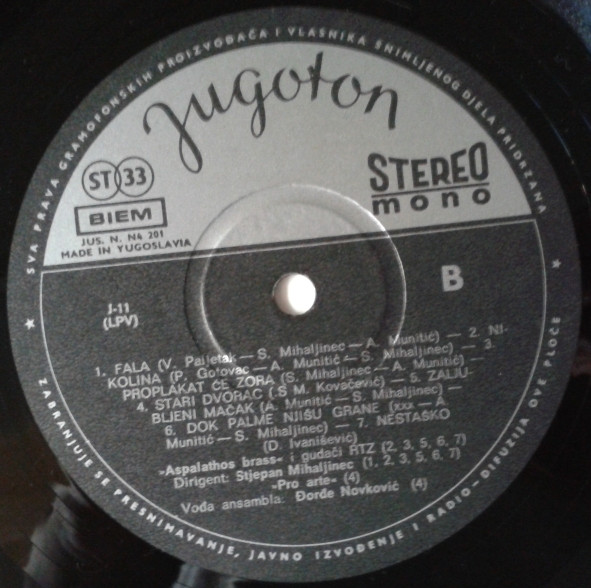 SVA PRAVA GRAMOFONSKIH PROIZVOĐAČA I VLASNIKA SNIMLJENOG DJELA PRIDRŽANA
Jugoton
ST 33
BIEM
JUS. N. N4 201
MADE IN YUGOSLAVIA
STEREO
mono
B
J-11
(LPV)
1. FALA (V. Paljetak — S. Mihaljinec — A. Munitić) — 2. NI-
KOLINA (P. Gotovac — A. Munitić — S. Mihaljinec) — 3.
PROPLAKAT ĆE ZORA (S. Mihaljinec — A. Munitić) —
4. STARI DVORAC (S M. Kovačević) — 5. ZALJU-
BLJENI MAČAK (A. Munitić — S. Mihaljinec) —
6. DOK PALME NJIŠU GRANE (xxx — A
Munitić — S. Mihaljinec) — 7. NESTAŠKO
(D. Ivanišević)
»Aspalathos brass« i gudači RTZ (2, 3, 5, 6, 7)
Dirigent: Stjepan Mihaljinec (1, 2, 3, 5, 6, 7)
»Pro arte« (4)
Vođa ansambla: Đorđe Novković (4)
ZABRANJUJE SE PRESNIMAVANJE, JAVNO IZVOĐENJE I RADIO-DIFUZIJA OVE PLOČE